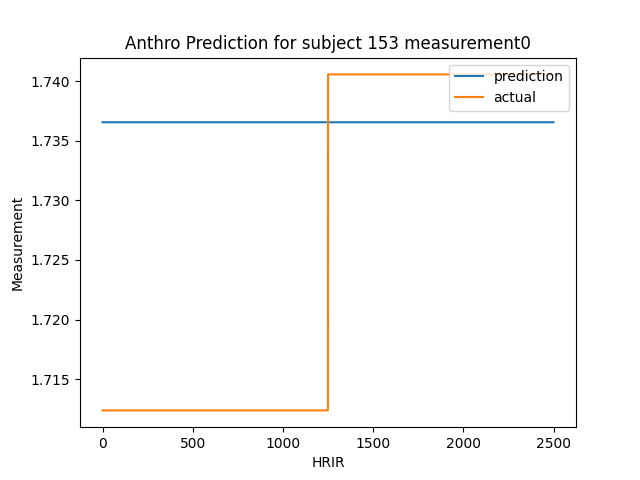 Anthro Prediction for subject 153 measurement0
1.740
1.735
1.730
1.725
1.720
1.715
Measurement
prediction
actual
0 500 1000 1500 2000 2500
HRIR